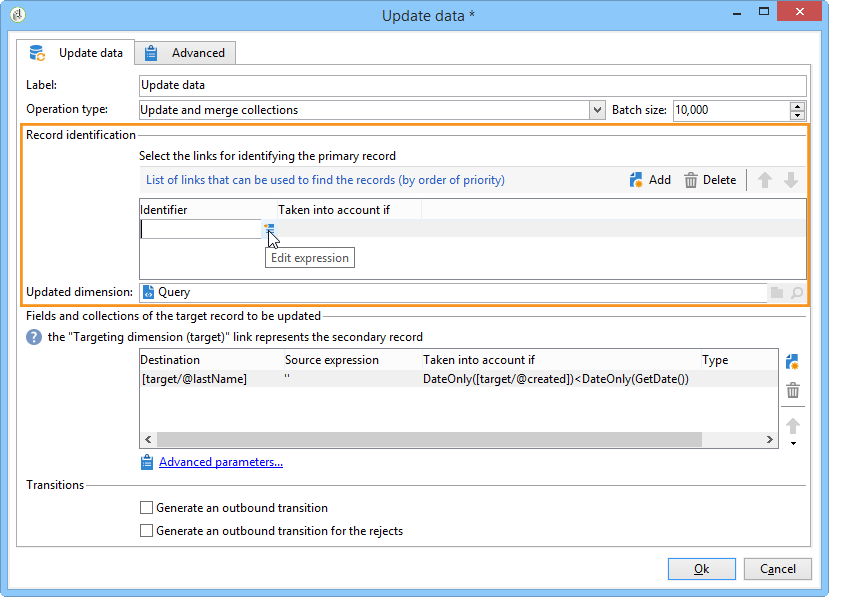 Update data *
Update data Advanced
Label: Update data
Operation type: Update and merge collections Batch size: 10,000
Record identification
Select the links for identifying the primary record
List of links that can be used to find the records (by order of priority) Add Delete
Identifier Taken into account if
Edit expression
Updated dimension: Query
Fields and collections of the target record to be updated
? the "Targeting dimension (target)" link represents the secondary record
Destination Source expression Taken into account if Type
[target/@lastName] '' DateOnly([target/@created])<DateOnly(GetDate())
Advanced parameters...
Transitions
Generate an outbound transition
Generate an outbound transition for the rejects
Ok Cancel